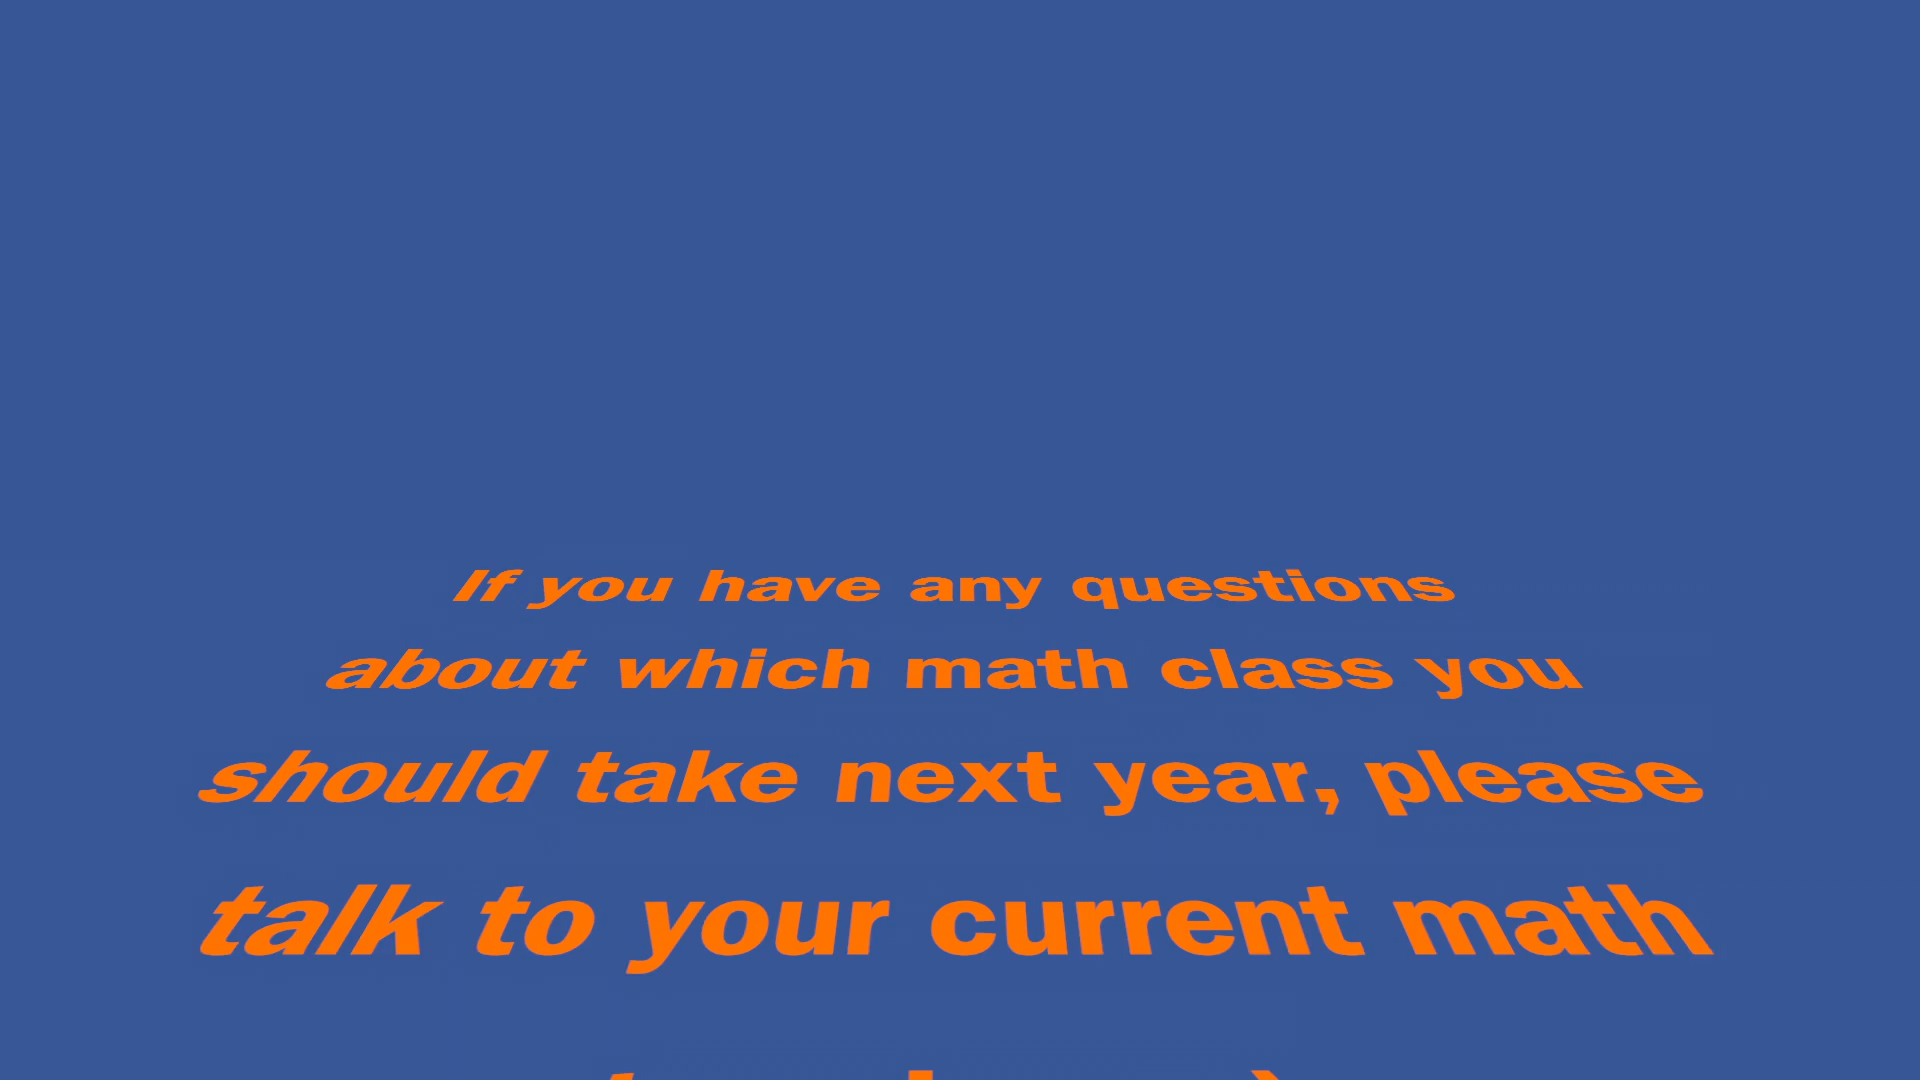 If you have any questions
about which math class you
should take next year, please
talk to your current math